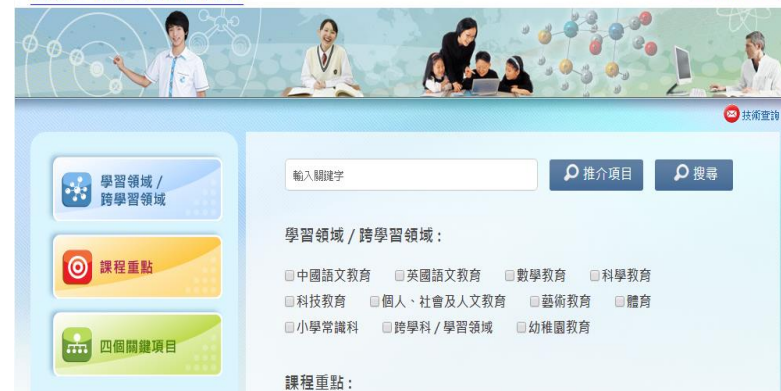 技術查詢
學習領域 /
跨學習領域
課程重點
四個關鍵項目
輸入關鍵字
推介項目
搜尋
學習領域 / 跨學習領域 :
中國語文教育 英國語文教育 數學教育 科學教育
科技教育 個人、社會及人文教育 藝術教育 體育
小學常識科 跨學科 / 學習領域 幼稚園教育
課程重點 :